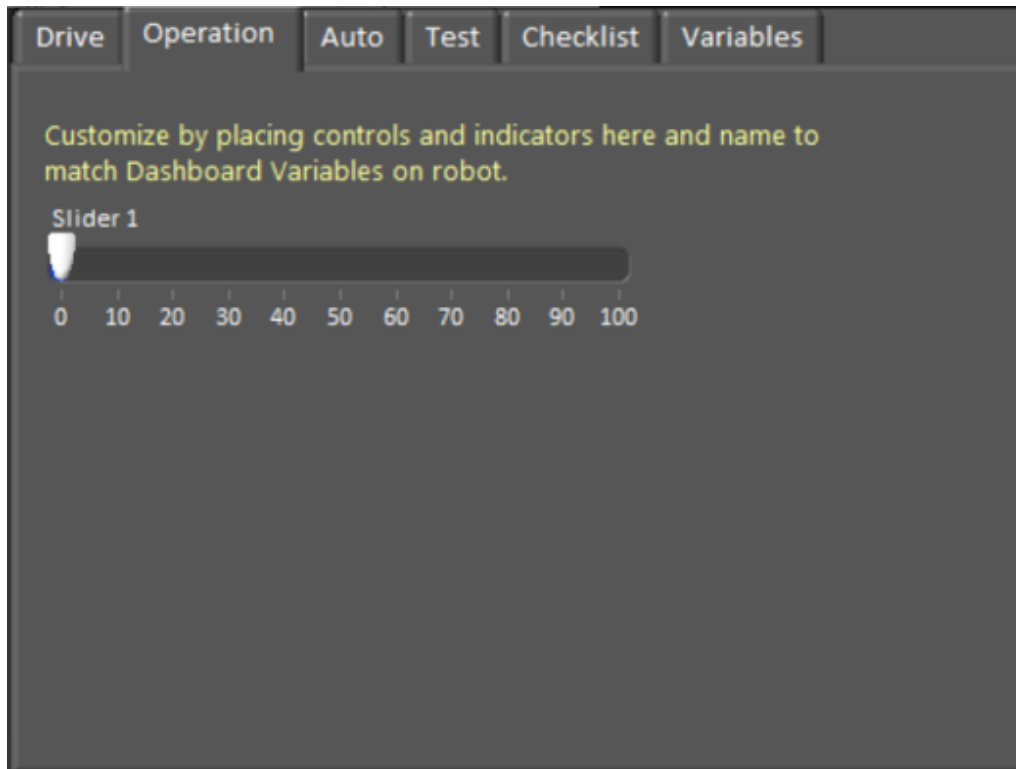 Drive Operation Auto Test Checklist Variables
Customize by placing controls and indicators here and name to
match Dashboard Variables on robot.
Slider 1
0 10 20 30 40 50 60 70 80 90 100